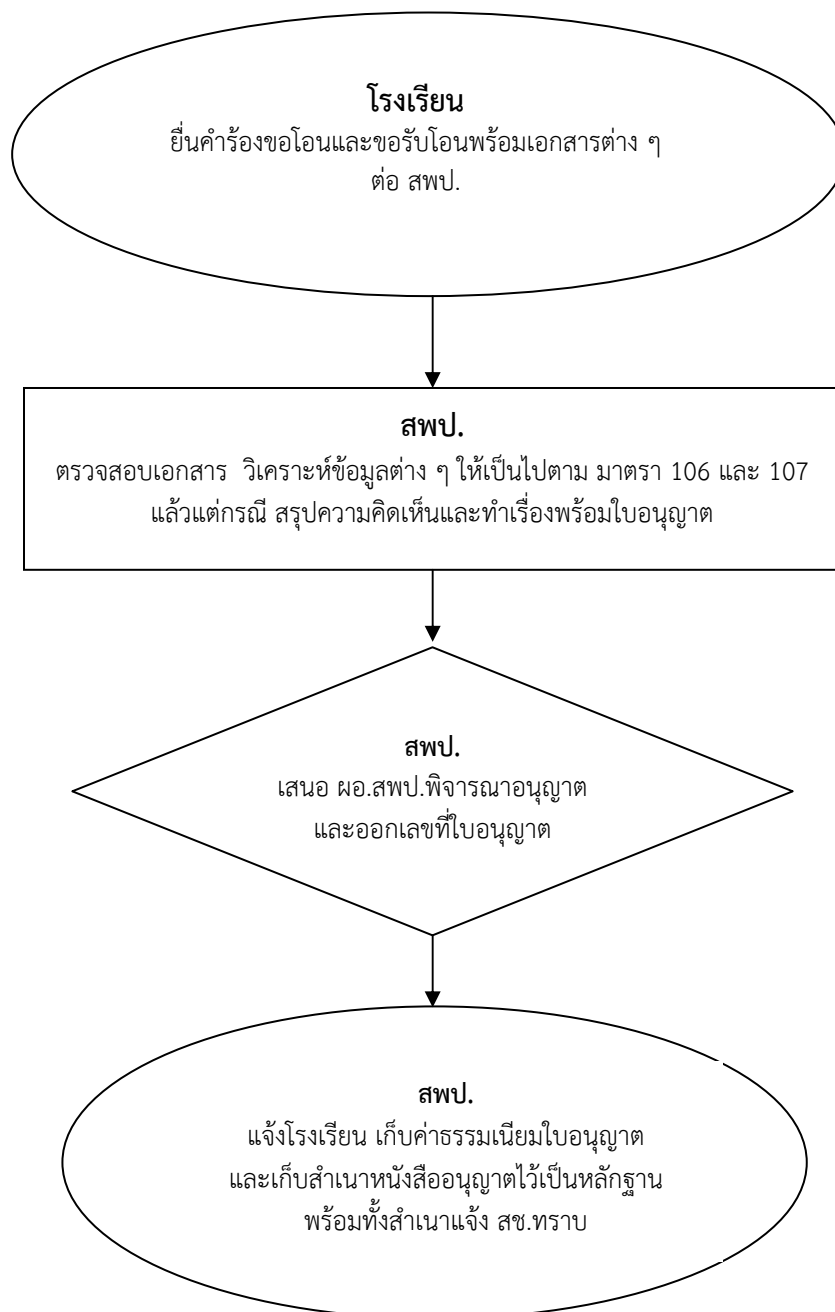 โรงเรียน
ยื่นคำร้องขอโอนและขอรับโอนพร้อมเอกสารต่าง ๆ
ต่อ สพป.
สพป.
ตรวจสอบเอกสาร วิเคราะห์ข้อมูลต่าง ๆ ให้เป็นไปตาม มาตรา 106 และ 107
แล้วแต่กรณี สรุปความคิดเห็นและทำเรื่องพร้อมใบอนุญาต
สพป.
เสนอ ผอ.สพป.พิจารณาอนุญาต
และออกเลขที่ใบอนุญาต
สพป.
แจ้งโรงเรียน เก็บค่าธรรมเนียมใบอนุญาต
และเก็บสำเนาหนังสืออนุญาตไว้เป็นหลักฐาน
พร้อมทั้งสำเนาแจ้ง สช.ทราบ